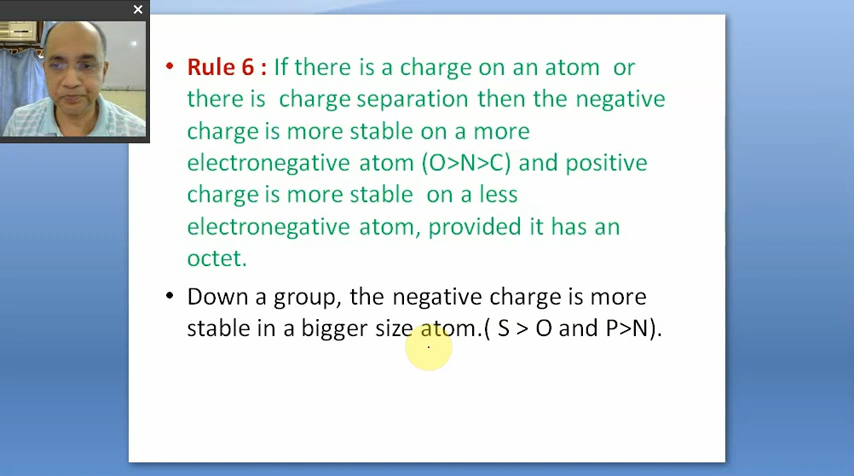 • Rule 6 : If there is a charge on an atom or
there is charge separation then the negative
charge is more stable on a more
electronegative atom (O>N>C) and positive
charge is more stable on a less
electronegative atom, provided it has an
octet.
• Down a group, the negative charge is more
stable in a bigger size atom.( S > O and P>N).